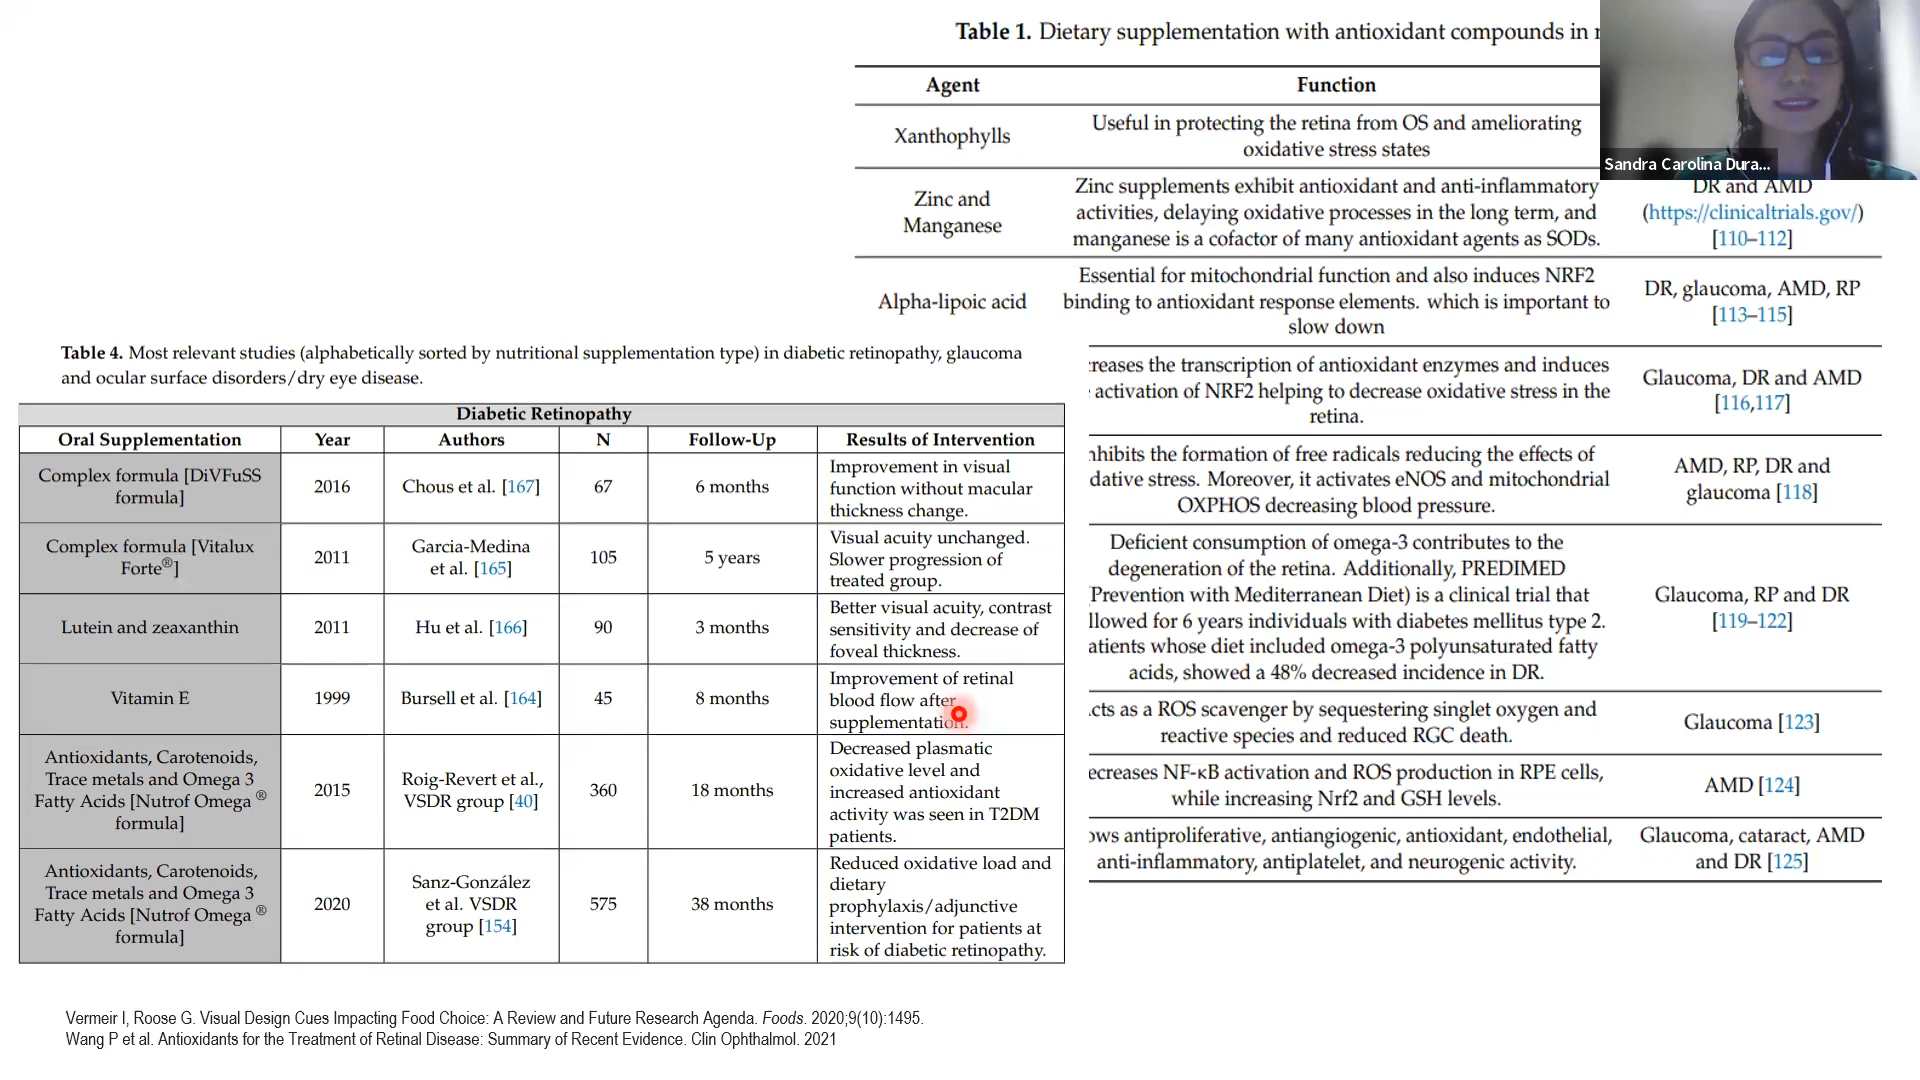 Table 1. Dietary supplementation with antioxidant compounds in
Agent Function
Xanthophylls
Useful in protecting the retina from OS and ameliorating
oxidative stress states
Sandra Carolina Dura...
Zinc and
Manganese
Zinc supplements exhibit antioxidant and anti-inflammatory
activities, delaying oxidative processes in the long term, and
manganese is a cofactor of many antioxidant agents as SODs.
DR and AMD
(https://clinicaltrials.gov/)
[110–112]
Alpha-lipoic acid
Essential for mitochondrial function and also induces NRF2
binding to antioxidant response elements. which is important to
slow down
DR, glaucoma, AMD, RP
[113–115]
creases the transcription of antioxidant enzymes and induces
activation of NRF2 helping to decrease oxidative stress in the
retina.
Glaucoma, DR and AMD
[116,117]
nhibits the formation of free radicals reducing the effects of
dative stress. Moreover, it activates eNOS and mitochondrial
OXPHOS decreasing blood pressure.
AMD, RP, DR and
glaucoma [118]
Deficient consumption of omega-3 contributes to the
degeneration of the retina. Additionally, PREDIMED
(Prevention with Mediterranean Diet) is a clinical trial that
llowed for 6 years individuals with diabetes mellitus type 2.
atients whose diet included omega-3 polyunsaturated fatty
acids, showed a 48% decreased incidence in DR.
Glaucoma, RP and DR
[119–122]
cts as a ROS scavenger by sequestering singlet oxygen and
reactive species and reduced RGC death.
Glaucoma [123]
ecreases NF-κB activation and ROS production in RPE cells,
while increasing Nrf2 and GSH levels.
AMD [124]
ows antiproliferative, antiangiogenic, antioxidant, endothelial,
anti-inflammatory, antiplatelet, and neurogenic activity.
Glaucoma, cataract, AMD
and DR [125]
Table 4. Most relevant studies (alphabetically sorted by nutritional supplementation type) in diabetic retinopathy, glaucoma
and ocular surface disorders/dry eye disease.
Diabetic Retinopathy
Oral Supplementation Year Authors N Follow-Up Results of Intervention
Complex formula [DiVFuSS
formula]
2016
Chous et al. [167]
67
6 months
Improvement in visual
function without macular
thickness change.
Complex formula [Vitalux
Forte®]
2011
Garcia-Medina
et al. [165]
105
5 years
Visual acuity unchanged.
Slower progression of
treated group.
Lutein and zeaxanthin
2011
Hu et al. [166]
90
3 months
Better visual acuity, contrast
sensitivity and decrease of
foveal thickness.
Vitamin E
1999
Bursell et al. [164]
45
8 months
Improvement of retinal
blood flow after
supplementation.
Antioxidants, Carotenoids,
Trace metals and Omega 3
Fatty Acids [Nutrof Omega ®
formula]
2015
Roig-Revert et al.,
VSDR group [40]
360
18 months
Decreased plasmatic
oxidative level and
increased antioxidant
activity was seen in T2DM
patients.
Antioxidants, Carotenoids,
Trace metals and Omega 3
Fatty Acids [Nutrof Omega ®
formula]
2020
Sanz-González
et al. VSDR
group [154]
575
38 months
Reduced oxidative load and
dietary
prophylaxis/adjunctive
intervention for patients at
risk of diabetic retinopathy.
Vermeir I, Roose G. Visual Design Cues Impacting Food Choice: A Review and Future Research Agenda. Foods. 2020;9(10):1495.
Wang P et al. Antioxidants for the Treatment of Retinal Disease: Summary of Recent Evidence. Clin Ophthalmol. 2021